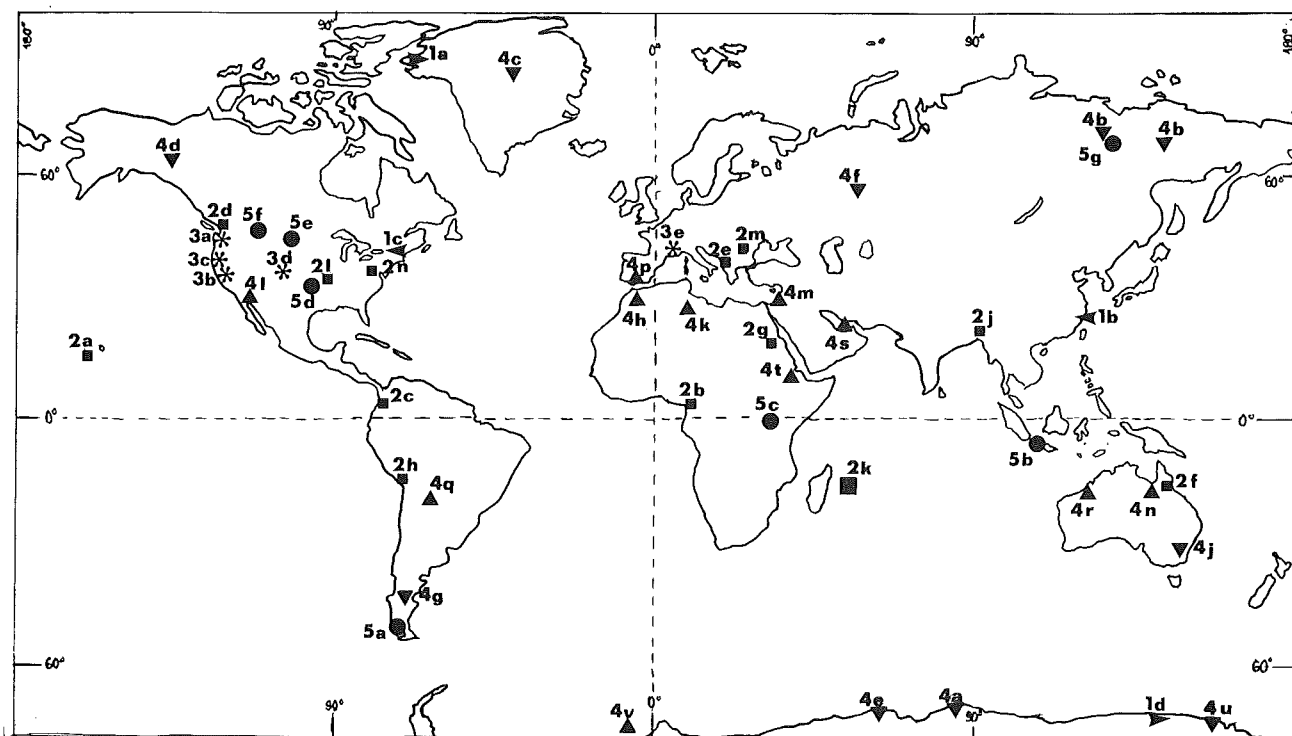 180° 90° 0° 90° 180°
1a 4c
4b 4b
4d 5g
60° 4f 60°
2d 5f 5e
3a 1c 3e 2m
3c 3d 2n 2e
3b 4l 2l 4p
5d 4h 4k 4m
2a 2g 4s 2j 1b
4t
2c 2b 5c
0° 0°
5b
2h 4q 2k 2f
4r 4n
4j
4g
5a
60° 60°
90° 4v 0° 4e 4a 90° 1d 4u